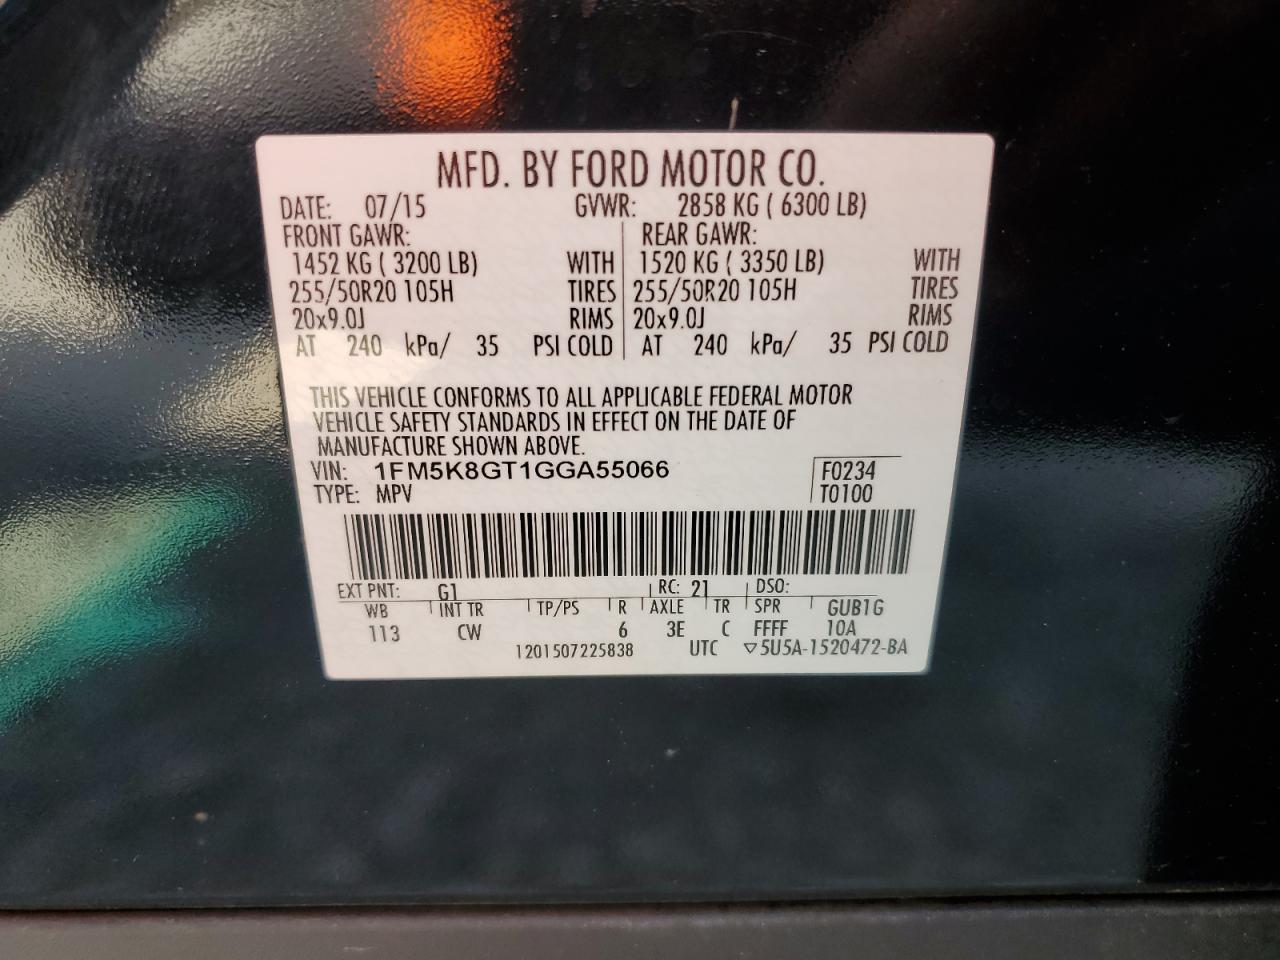 MFD. BY FORD MOTOR CO.
DATE: 07/15 GVWR: 2858 KG ( 6300 LB)
FRONT GAWR: REAR GAWR:
1452 KG ( 3200 LB) WITH 1520 KG ( 3350 LB) WITH
255/50R20 105H TIRES 255/50R20 105H TIRES
20x9.0J RIMS 20x9.0J RIMS
AT 240 kPa/ 35 PSI COLD AT 240 kPa/ 35 PSI COLD
THIS VEHICLE CONFORMS TO ALL APPLICABLE FEDERAL MOTOR
VEHICLE SAFETY STANDARDS IN EFFECT ON THE DATE OF
MANUFACTURE SHOWN ABOVE.
VIN: 1FM5K8GT1GGA55066 F0234
TYPE: MPV T0100
EXT PNT: G1 RC: 21 DSO:
WB INT TR TP/PS R AXLE TR SPR GUB1G
113 CW 6 3E C FFFF 10A
1201507225838 UTC ▽5U5A-1520472-BA